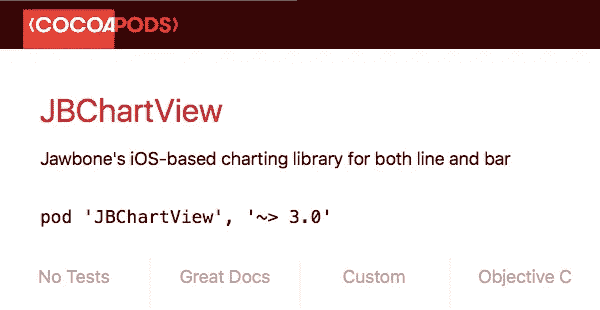 <COCOAPODS>
JBChartView
Jawbone's iOS-based charting library for both line and bar
pod 'JBChartView', '~> 3.0'
No Tests
Great Docs
Custom
Objective C